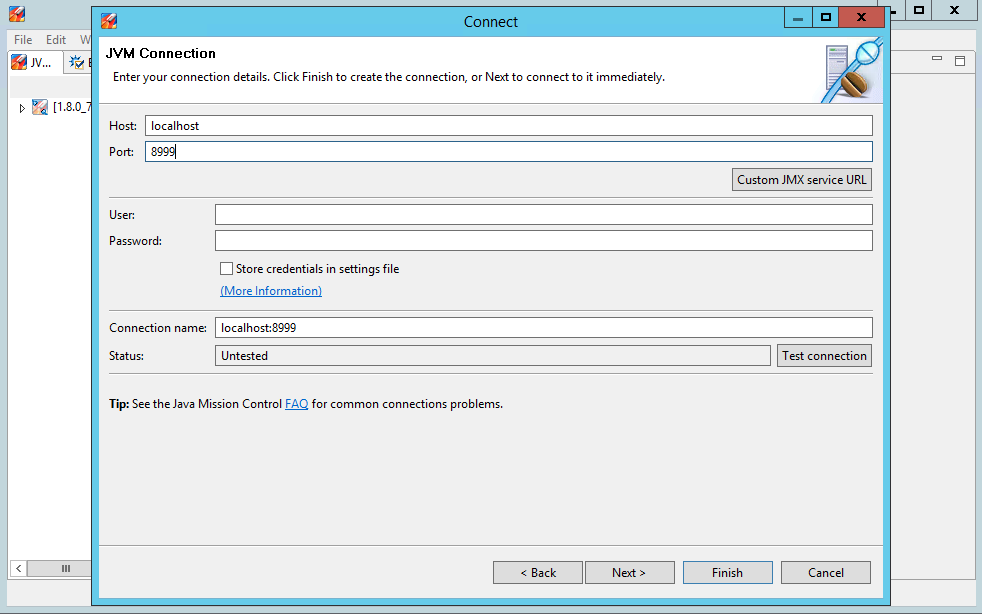 Connect
File Edit W
JV...
[1.8.0_7
JVM Connection
Enter your connection details. Click Finish to create the connection, or Next to connect to it immediately.
Host: localhost
Port: 8999
Custom JMX service URL
User:
Password:
Store credentials in settings file
(More Information)
Connection name: localhost:8999
Status: Untested Test connection
Tip: See the Java Mission Control FAQ for common connections problems.
< Back Next > Finish Cancel